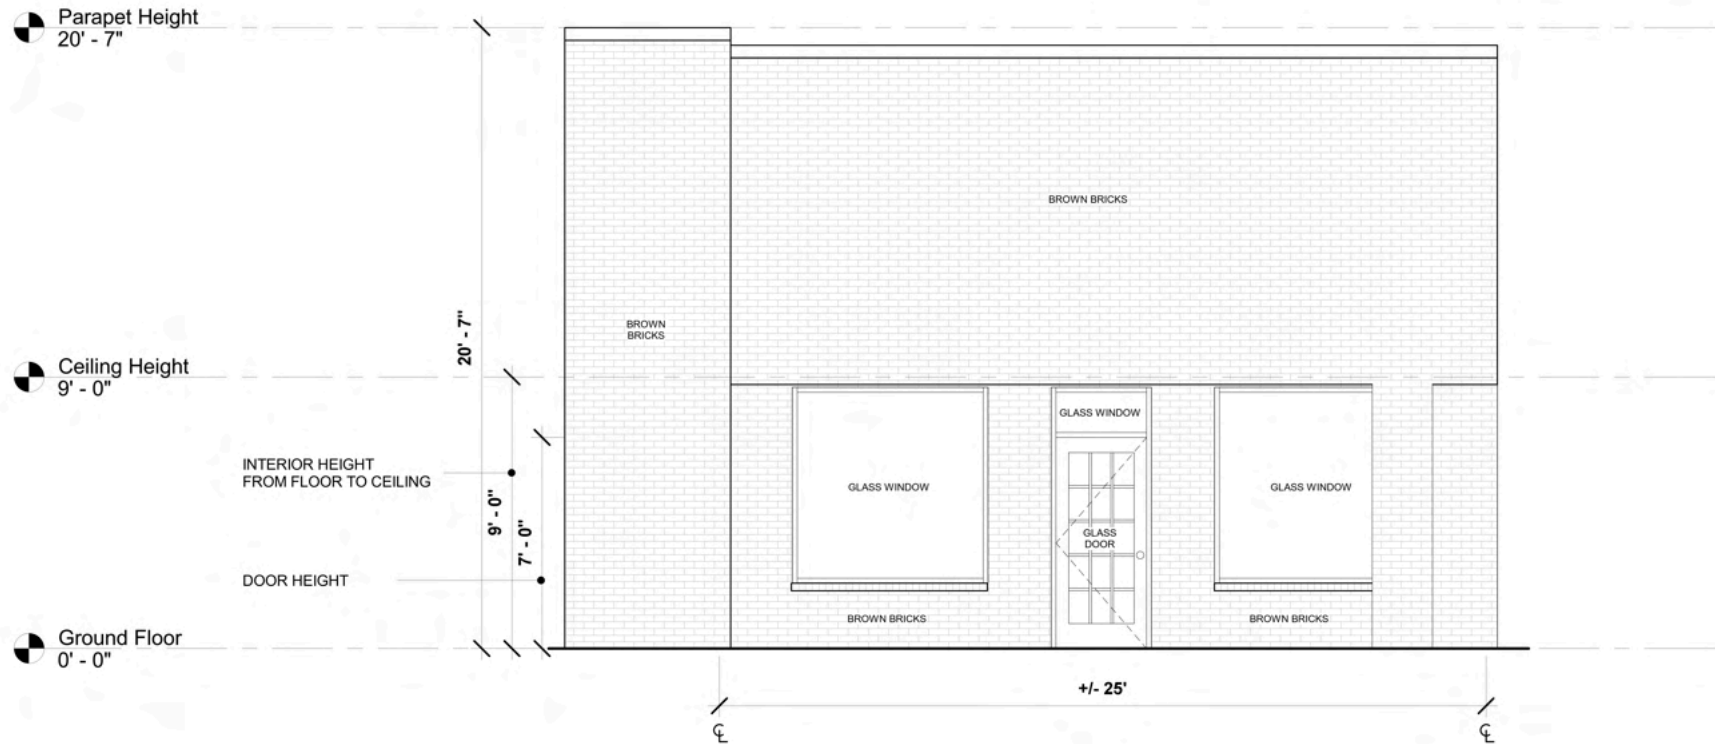 Parapet Height
20' - 7"
BROWN BRICKS
BROWN
BRICKS
20' - 7"
Ceiling Height
9' - 0"
GLASS WINDOW
INTERIOR HEIGHT
FROM FLOOR TO CEILING
9' - 0"
7' - 0"
GLASS WINDOW
GLASS WINDOW
GLASS
DOOR
DOOR HEIGHT
BROWN BRICKS
BROWN BRICKS
Ground Floor
0' - 0"
+/- 25'
℄
℄